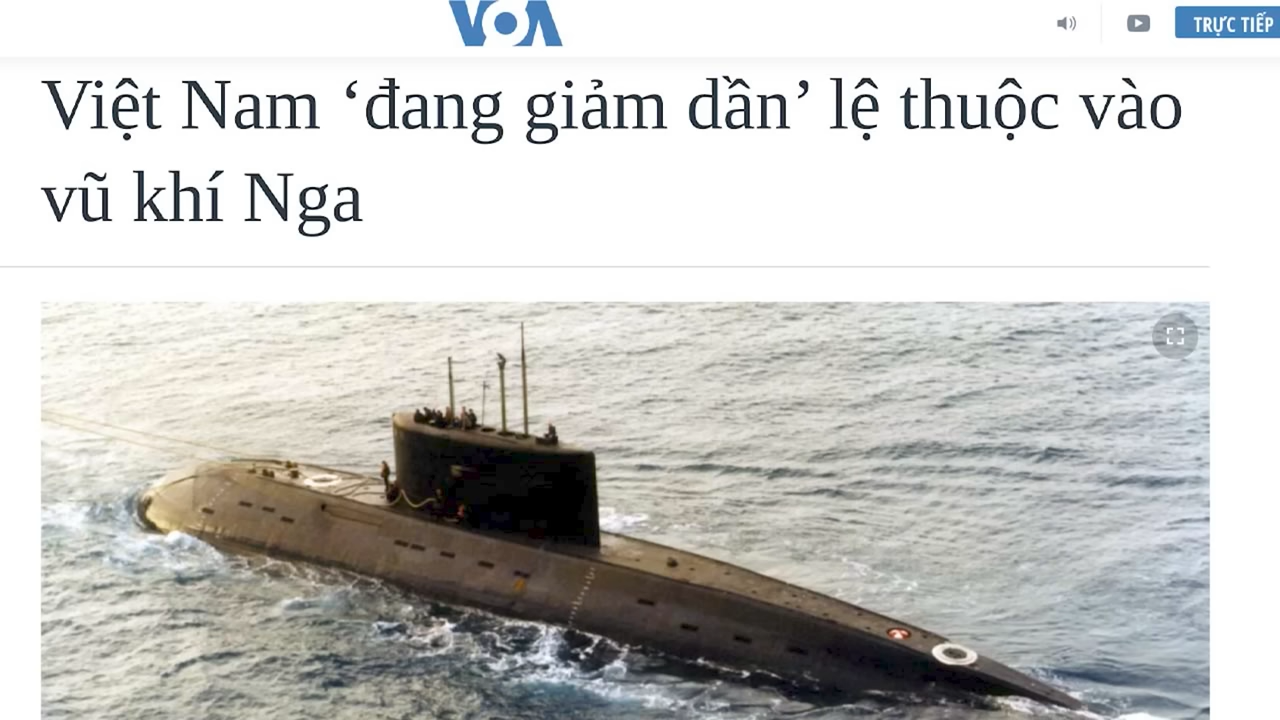 VOA
TRỰC TIẾP
Việt Nam ‘đang giảm dần’ lệ thuộc vào
vũ khí Nga